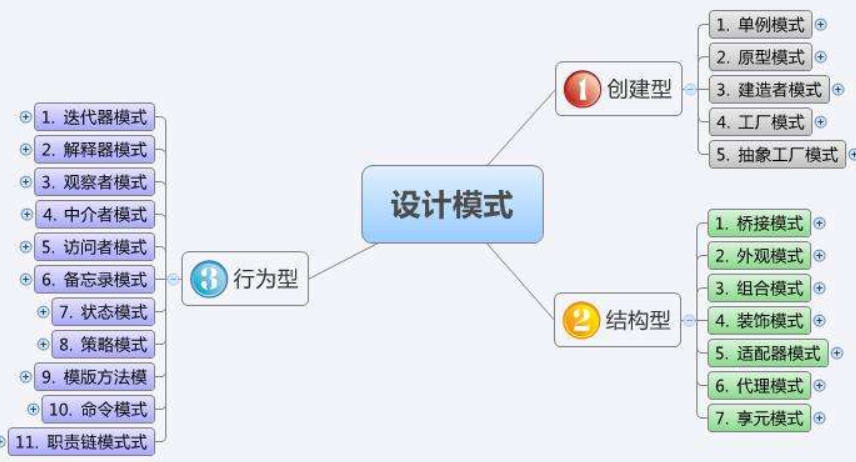 设计模式
1 创建型
1. 单例模式
2. 原型模式
3. 建造者模式
4. 工厂模式
5. 抽象工厂模式
2 结构型
1. 桥接模式
2. 外观模式
3. 组合模式
4. 装饰模式
5. 适配器模式
6. 代理模式
7. 享元模式
3 行为型
1. 迭代器模式
2. 解释器模式
3. 观察者模式
4. 中介者模式
5. 访问者模式
6. 备忘录模式
7. 状态模式
8. 策略模式
9. 模版方法模
10. 命令模式
11. 职责链模式式